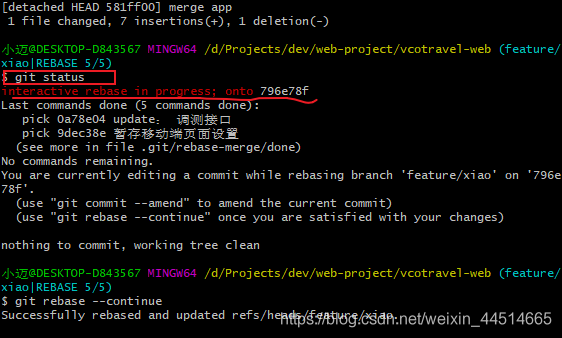 [detached HEAD 581ff00] merge app
1 file changed, 7 insertions(+), 1 deletion(-)
小迈@DESKTOP-D843567 MINGW64 /d/Projects/dev/web-project/vcotravel-web (feature/
xiao|REBASE 5/5)
$ git status
interactive rebase in progress; onto 796e78f
Last commands done (5 commands done):
pick 0a78e04 update: 调测接口
pick 9dec38e 暂存移动端页面设置
(see more in file .git/rebase-merge/done)
No commands remaining.
You are currently editing a commit while rebasing branch 'feature/xiao' on '796e
78f'.
(use "git commit --amend" to amend the current commit)
(use "git rebase --continue" once you are satisfied with your changes)
nothing to commit, working tree clean
小迈@DESKTOP-D843567 MINGW64 /d/Projects/dev/web-project/vcotravel-web (feature/
xiao|REBASE 5/5)
$ git rebase --continue
Successfully rebased and updated refs/heads/feature/xiao.
https://blog.csdn.net/weixin_44514665